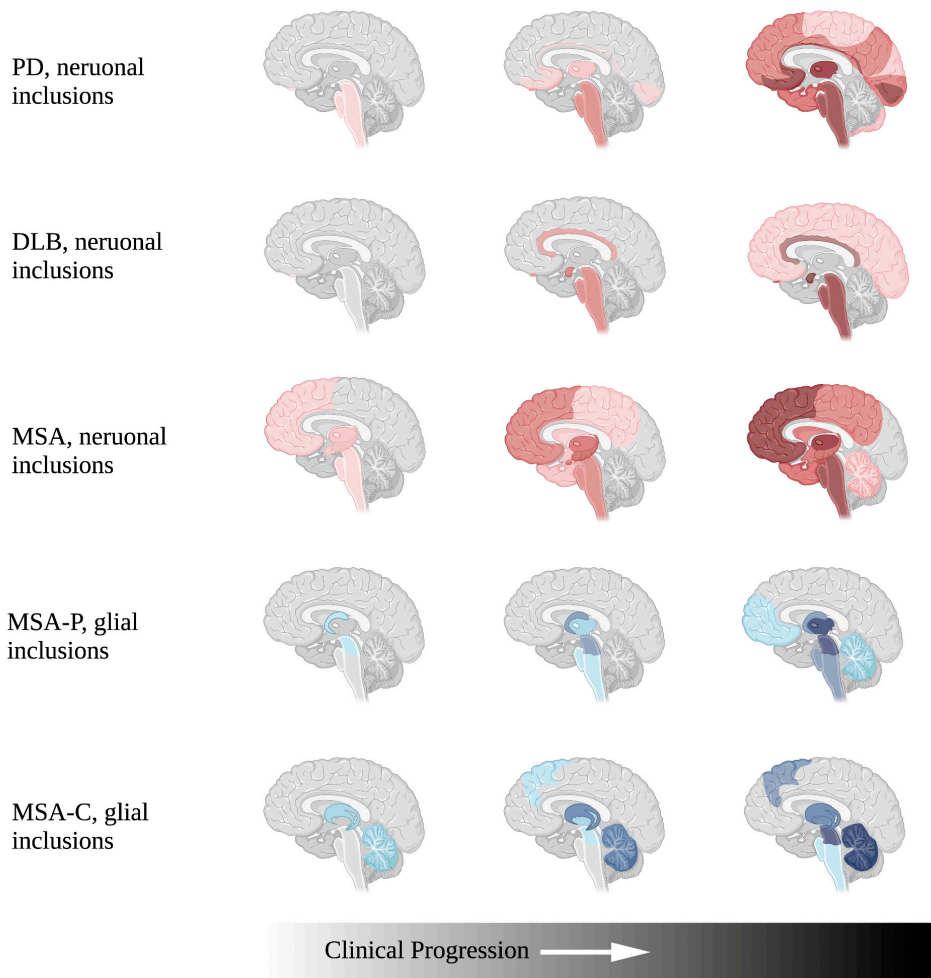 PD, neruonal
inclusions
DLB, neruonal
inclusions
MSA, neruonal
inclusions
MSA-P, glial
inclusions
MSA-C, glial
inclusions
Clinical Progression